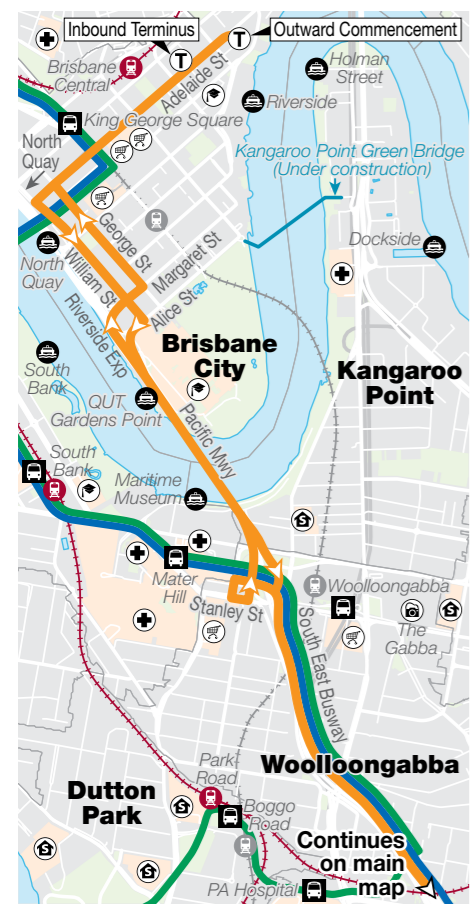 Inbound Terminus
Outward Commencement
T
T
Brisbane
Central
Adelaide St
Holman
Street
Riverside
King George Square
North
Quay
Kangaroo Point Green Bridge
(Under construction)
George St
Margaret St
Dockside
North
Quay
William St
Alice St
Riverside Exp
Brisbane
City
Kangaroo
Point
South
Bank
QUT
Gardens Point
Pacific Mwy
South
Bank
Maritime
Museum
S
Mater
Hill
Woolloongabba
Stanley St
S
The
Gabba
South East Busway
Park
Road
Woolloongabba
Dutton
Park
S
Boggo
Road
Continues
on main
map
S
S
PA Hospital